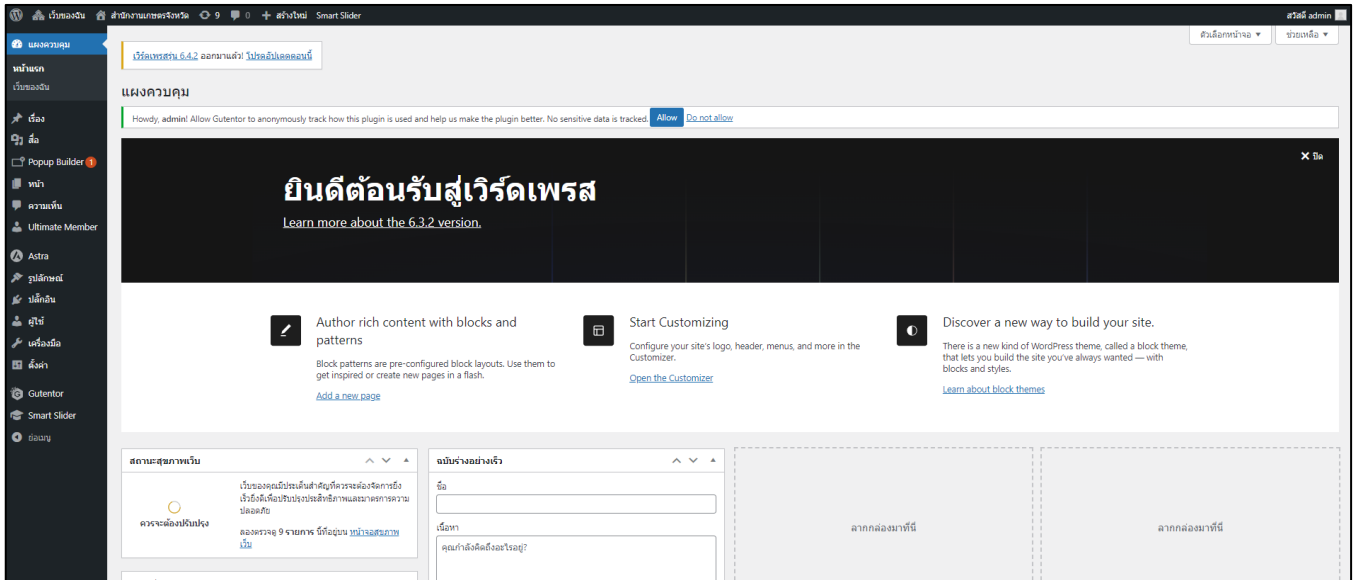 เว็บของฉัน สำนักงานเกษตรจังหวัด 9 0 สร้างใหม่ Smart Slider สวัสดี admin
ตัวเลือกหน้าจอ ช่วยเหลือ
แผงควบคุม
หน้าแรก
เว็บของฉัน
เรื่อง
สื่อ
Popup Builder 1
หน้า
ความเห็น
Ultimate Member
Astra
รูปลักษณ์
ปลั๊กอิน
ผู้ใช้
เครื่องมือ
ตั้งค่า
Gutentor
Smart Slider
ย่อเมนู
เวิร์ดเพรสรุ่น 6.4.2 ออกมาแล้ว! โปรดอัปเดตตอนนี้
แผงควบคุม
Howdy, admin! Allow Gutentor to anonymously track how this plugin is used and help us make the plugin better. No sensitive data is tracked. Allow Do not allow
ปิด
ยินดีต้อนรับสู่เวิร์ดเพรส
Learn more about the 6.3.2 version.
Author rich content with blocks and
patterns
Block patterns are pre-configured block layouts. Use them to
get inspired or create new pages in a flash.
Add a new page
Start Customizing
Configure your site's logo, header, menus, and more in the
Customizer.
Open the Customizer
Discover a new way to build your site.
There is a new kind of WordPress theme, called a block theme,
that lets you build the site you've always wanted — with
blocks and styles.
Learn about block themes
สถานะสุขภาพเว็บ
ควรจะต้องปรับปรุง
เว็บของคุณมีประเด็นสำคัญที่ควรจะต้องจัดการยิ่ง
เร็วยิ่งดีเพื่อปรับปรุงประสิทธิภาพและมาตรการความ
ปลอดภัย
ลองตรวจดู 9 รายการ นี้ที่อยู่บน หน้าจอสุขภาพ
เว็บ
ฉบับร่างอย่างเร็ว
ชื่อ
เนื้อหา
คุณกำลังคิดถึงอะไรอยู่?
ลากกล่องมาที่นี่
ลากกล่องมาที่นี่